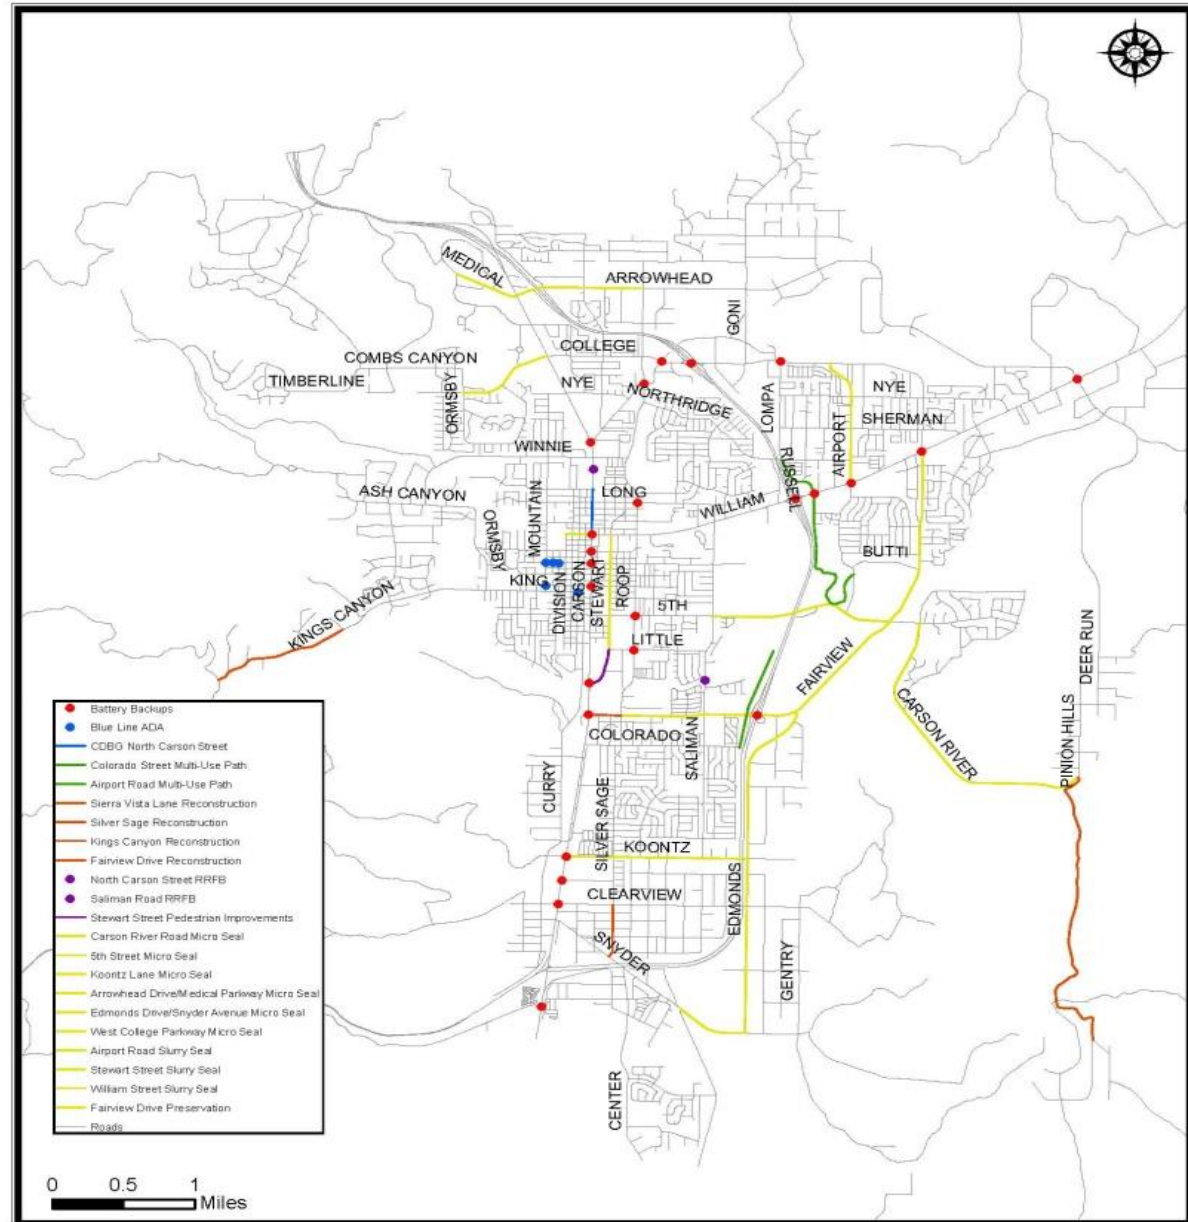 MEDICAL
ARROWHEAD
GONI
COLLEGE
COMBS CANYON
TIMBERLINE
NYE
NYE
ORMSBY
NORTHRIDGE
LOMPA
SHERMAN
AIRPORT
WINNIE
RUSSELL
ASH CANYON
MOUNTAIN
LONG
WILLIAM
ORMSBY
BUTTI
KING
DIVISION
CARSON
STEWART
ROOP
5TH
KINGS CANYON
LITTLE
DEER RUN
FAIRVIEW
CARSON RIVER
PINION HILLS
COLORADO
SALIMAN
CURRY
SILVER SAGE
KOONTZ
CLEARVIEW
EDMONDS
SNYDER
GENTRY
CENTER
Battery Backups
Blue Line ADA
CDBG North Carson Street
Colorado Street Multi-Use Path
Airport Road Multi-Use Path
Sierra Vista Lane Reconstruction
Silver Sage Reconstruction
Kings Canyon Reconstruction
Fairview Drive Reconstruction
North Carson Street RRFB
Saliman Road RRFB
Stewart Street Pedestrian Improvements
Carson River Road Micro Seal
5th Street Micro Seal
Koontz Lane Micro Seal
Arrowhead Drive/Medical Parkway Micro Seal
Edmonds Drive/Snyder Avenue Micro Seal
West College Parkway Micro Seal
Airport Road Slurry Seal
Stewart Street Slurry Seal
William Street Slurry Seal
Fairview Drive Preservation
Roads
0 0.5 1
Miles